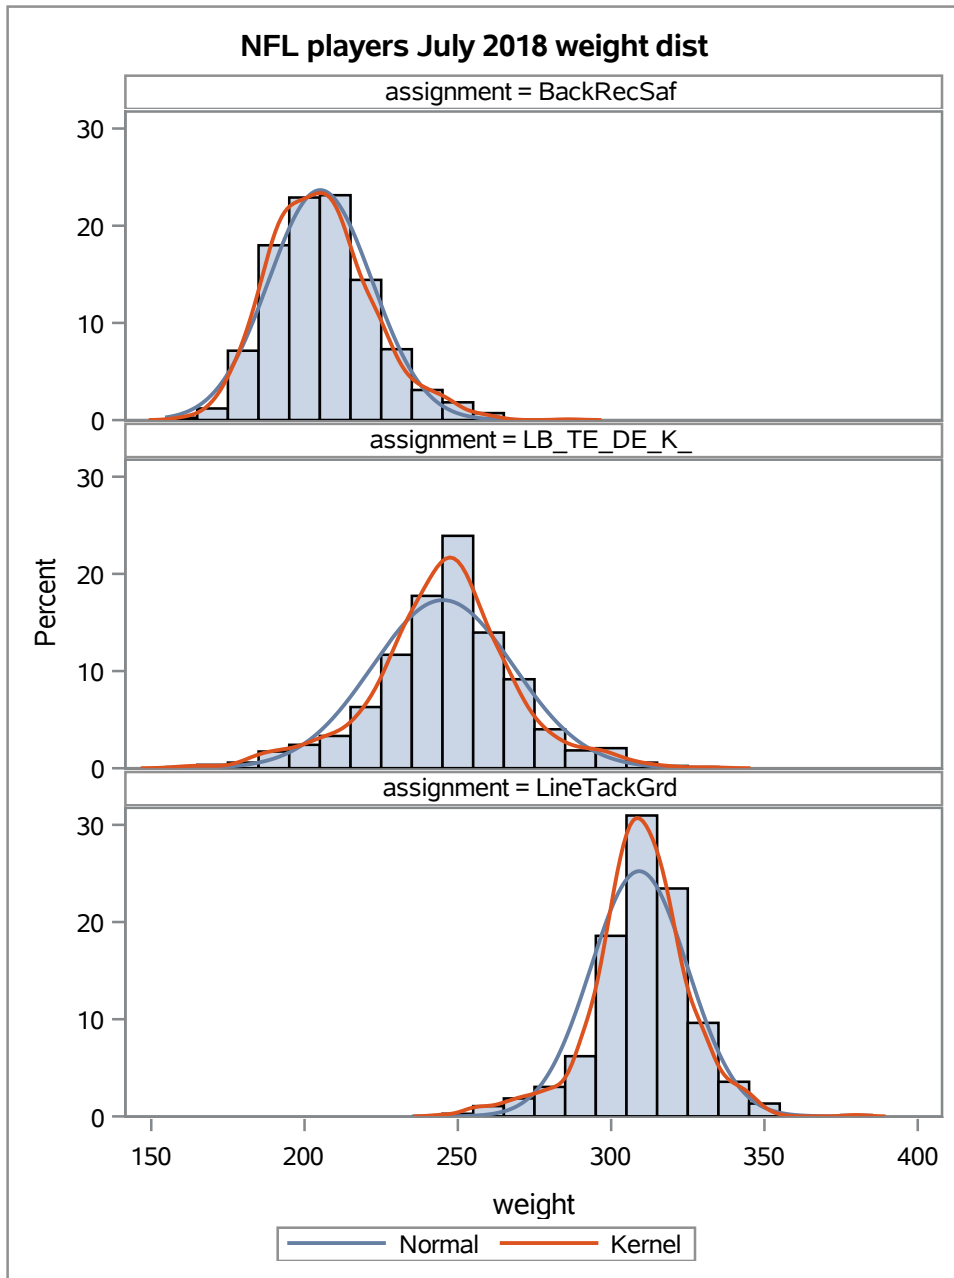 NFL players July 2018 weight dist
assignment = BackRecSaf
30
20
10
0
assignment = LB_TE_DE_K_
30
20
10
0
Percent
assignment = LineTackGrd
30
20
10
0
150 200 250 300 350 400
weight
Normal Kernel